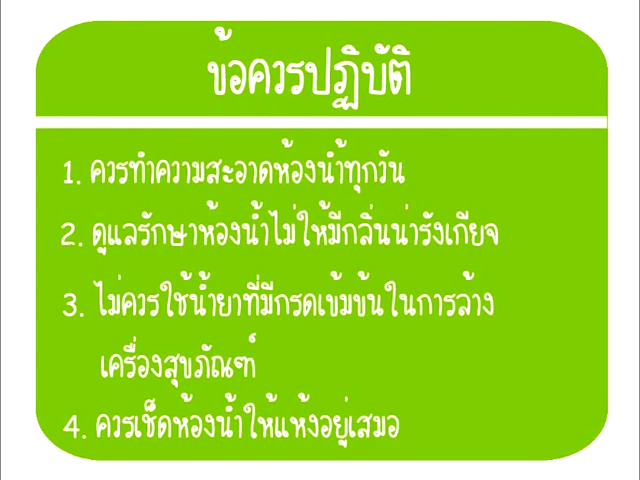 ข้อควรปฏิบัติ
1. ควรทำความสะอาดห้องน้ำทุกวัน
2. ดูแลรักษาห้องน้ำไม่ให้มีกลิ่นน่ารังเกียจ
3. ไม่ควรใช้น้ำยาที่มีกรดเข้มข้นในการล้าง
เครื่องสุขภัณฑ์
4. ควรเช็ดห้องน้ำให้แห้งอยู่เสมอ